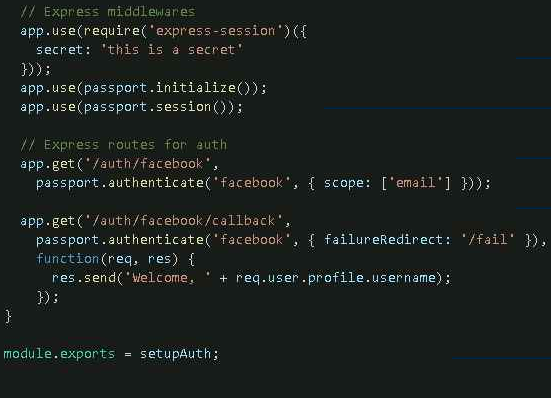 // Express middlewares
app.use(require('express-session')({
secret: 'this is a secret'
}));
app.use(passport.initialize());
app.use(passport.session());
// Express routes for auth
app.get('/auth/facebook',
passport.authenticate('facebook', { scope: ['email'] }));
app.get('/auth/facebook/callback',
passport.authenticate('facebook', { failureRedirect: '/fail' }),
function(req, res) {
res.send('Welcome, ' + req.user.profile.username);
});
}
module.exports = setupAuth;